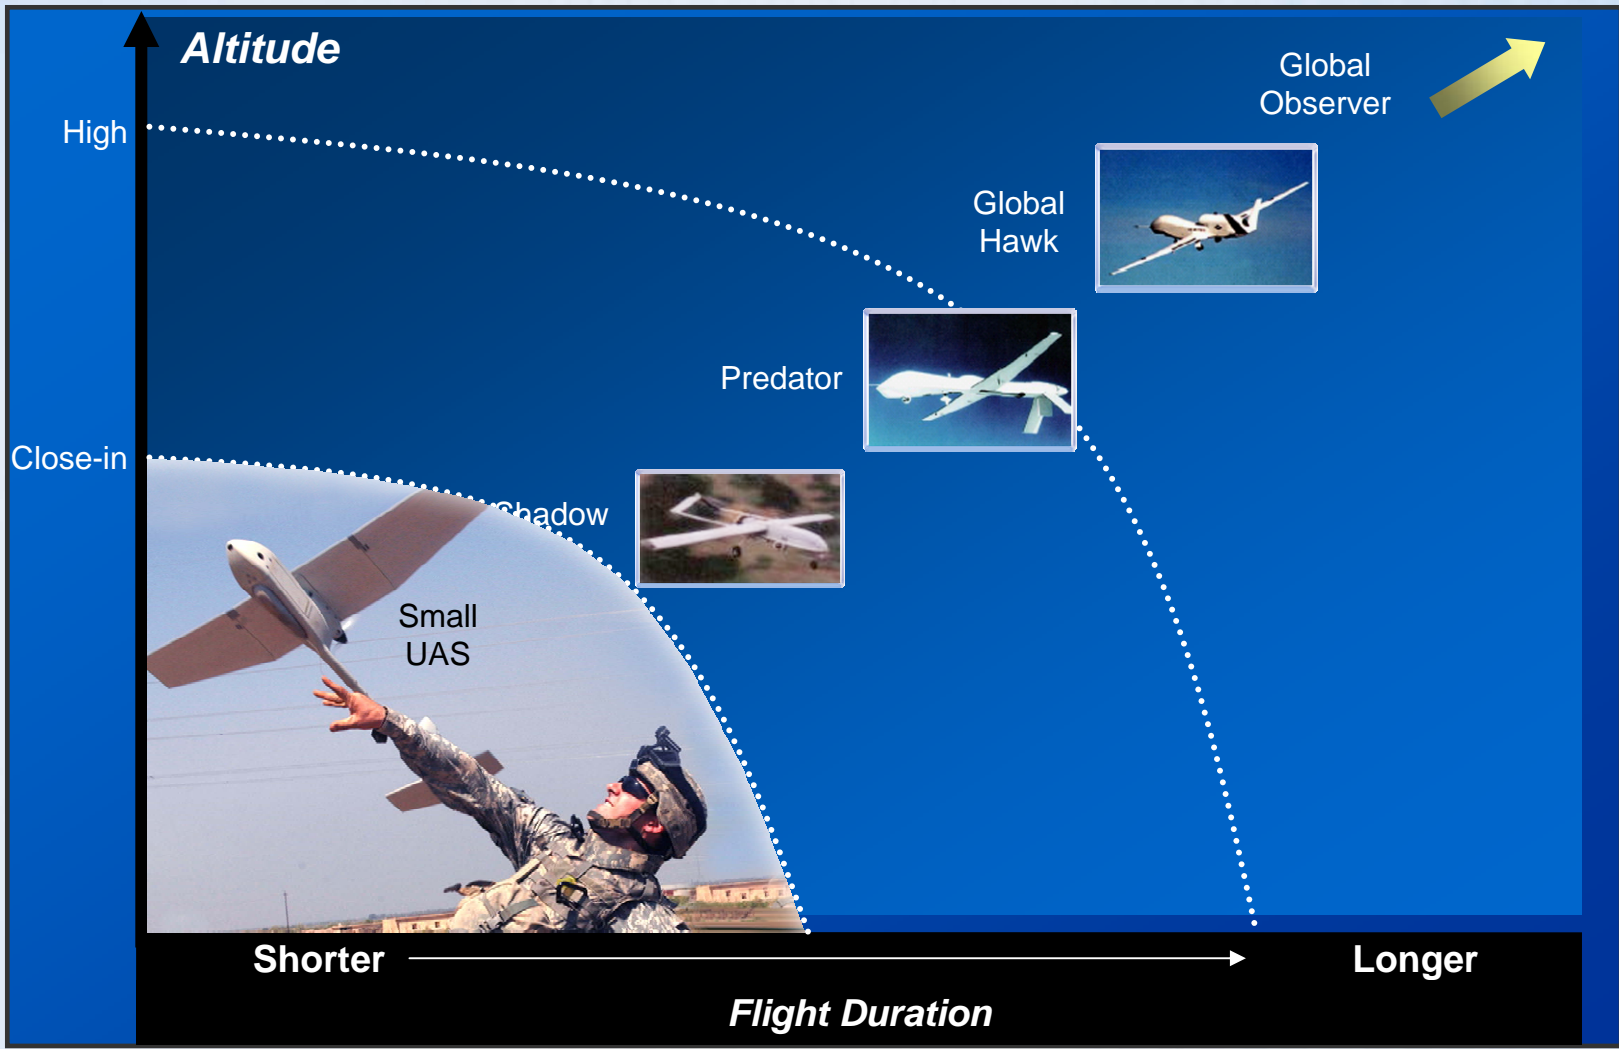 Altitude
Global
Observer
High
Global
Hawk
Predator
Close-in
Shadow
Small
UAS
Shorter
Longer
Flight Duration